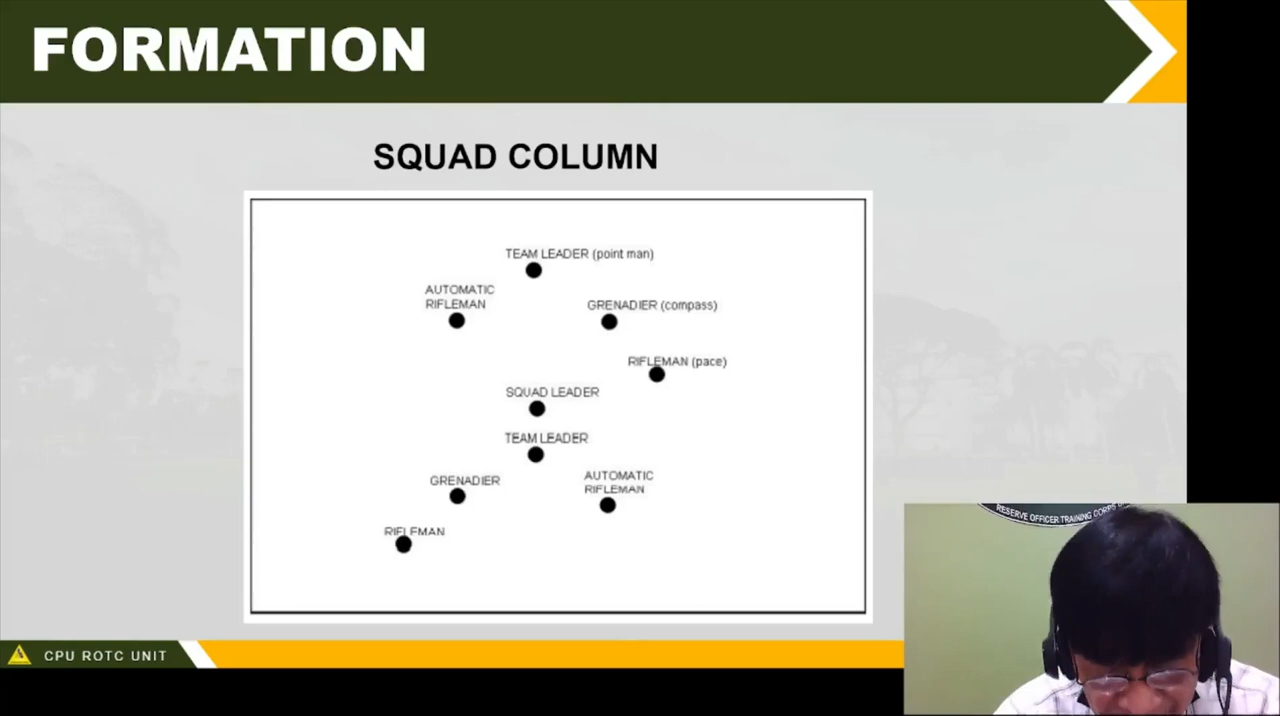 FORMATION
SQUAD COLUMN
TEAM LEADER (point man)
AUTOMATIC
RIFLEMAN
GRENADIER (compass)
RIFLEMAN (pace)
SQUAD LEADER
TEAM LEADER
GRENADIER
AUTOMATIC
RIFLEMAN
RIFLEMAN
RESERVE OFFICER TRAINING CORPS
CPU ROTC UNIT